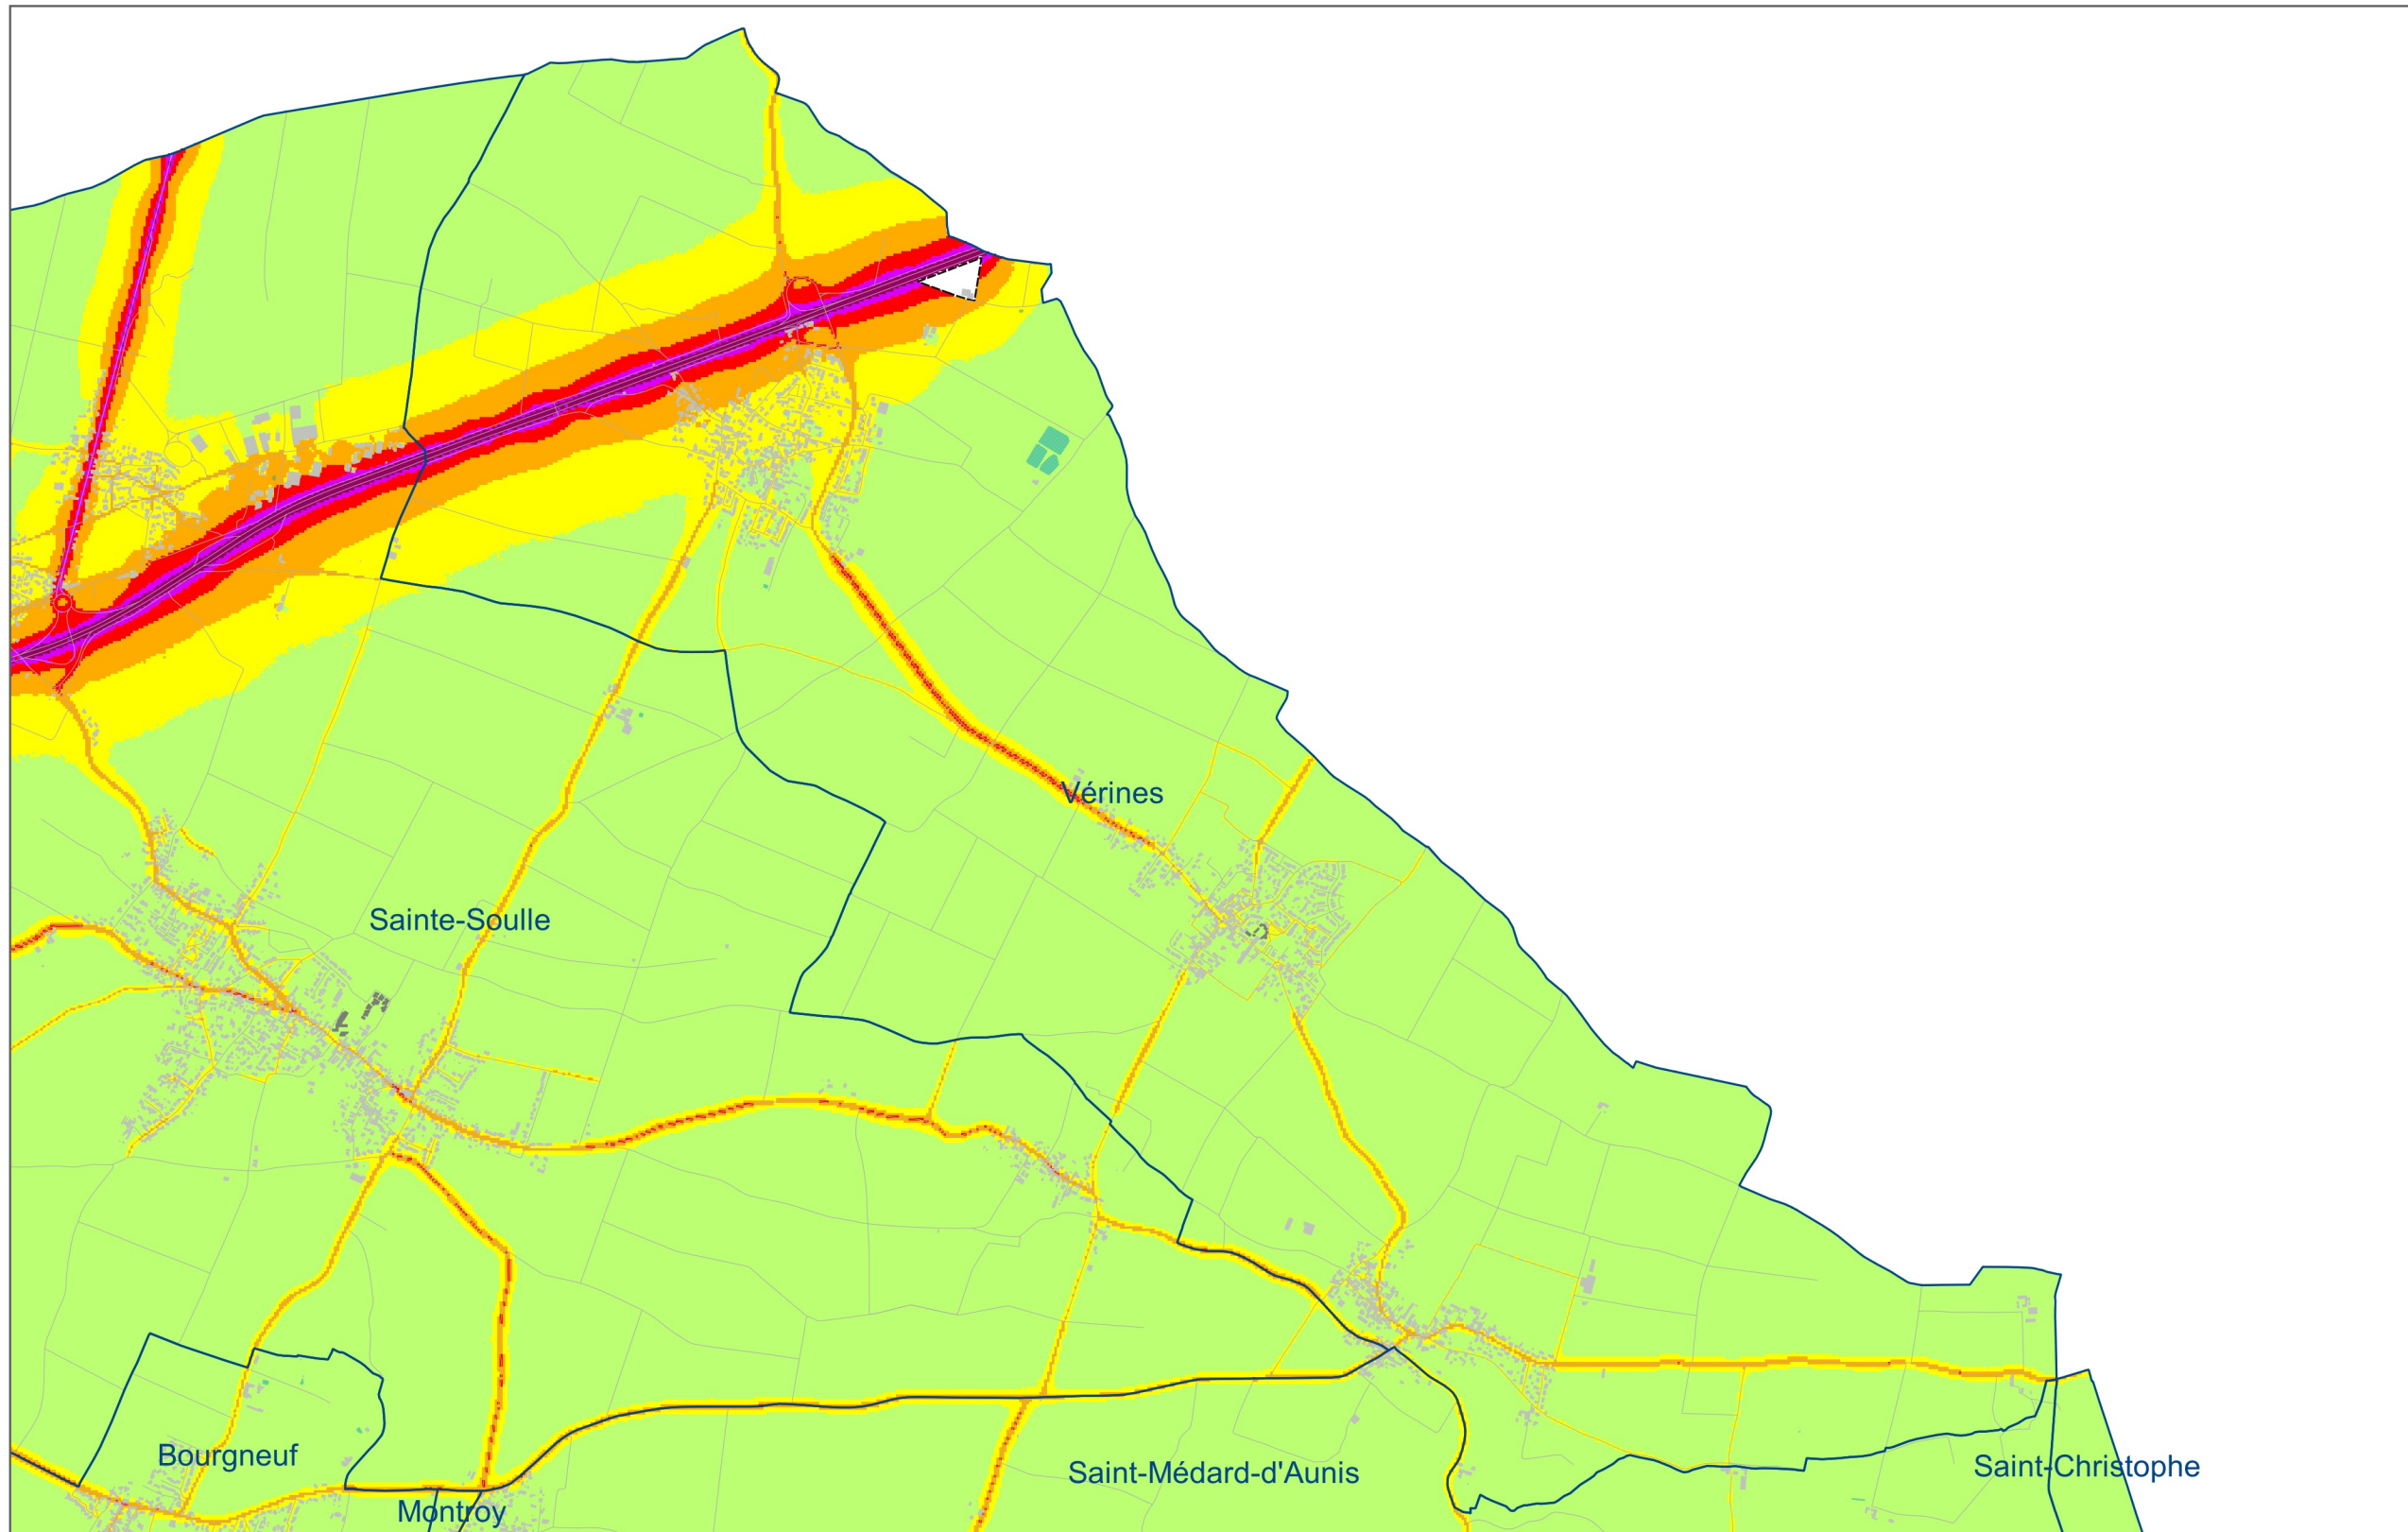 Vérines
Sainte-Soulle
Bourgneuf
Saint-Médard-d'Aunis
Saint-Christophe
Montroy